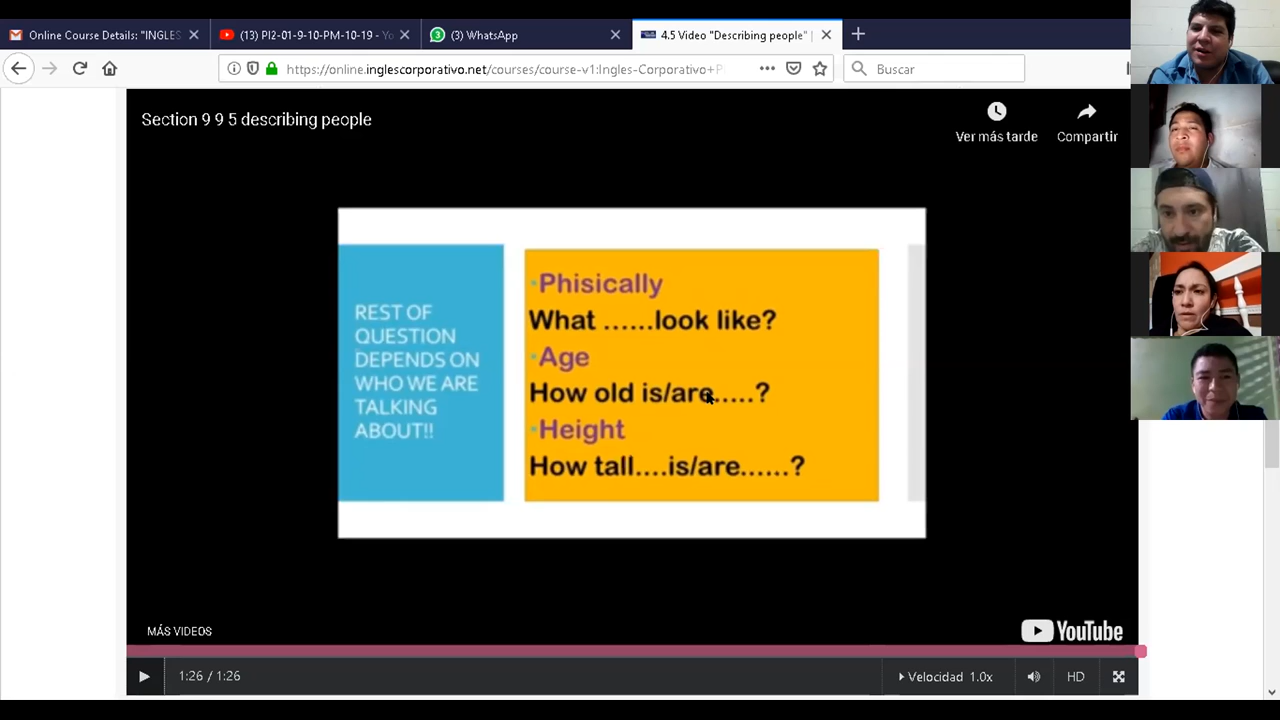 Online Course Details: "INGLES
(13) PI2-01-9-10-PM-10-19 - Yo
(3) WhatsApp
4.5 Video "Describing people" |
https://online.inglescorporativo.net/courses/course-v1:Ingles-Corporativo+P
Buscar
Section 9 9 5 describing people
Ver más tarde
Compartir
REST OF
QUESTION
DEPENDS ON
WHO WE ARE
TALKING
ABOUT!!
·Phisically
What ......look like?
·Age
How old is/are.....?
·Height
How tall....is/are......?
MÁS VIDEOS
YouTube
1:26 / 1:26
Velocidad 1.0x
HD